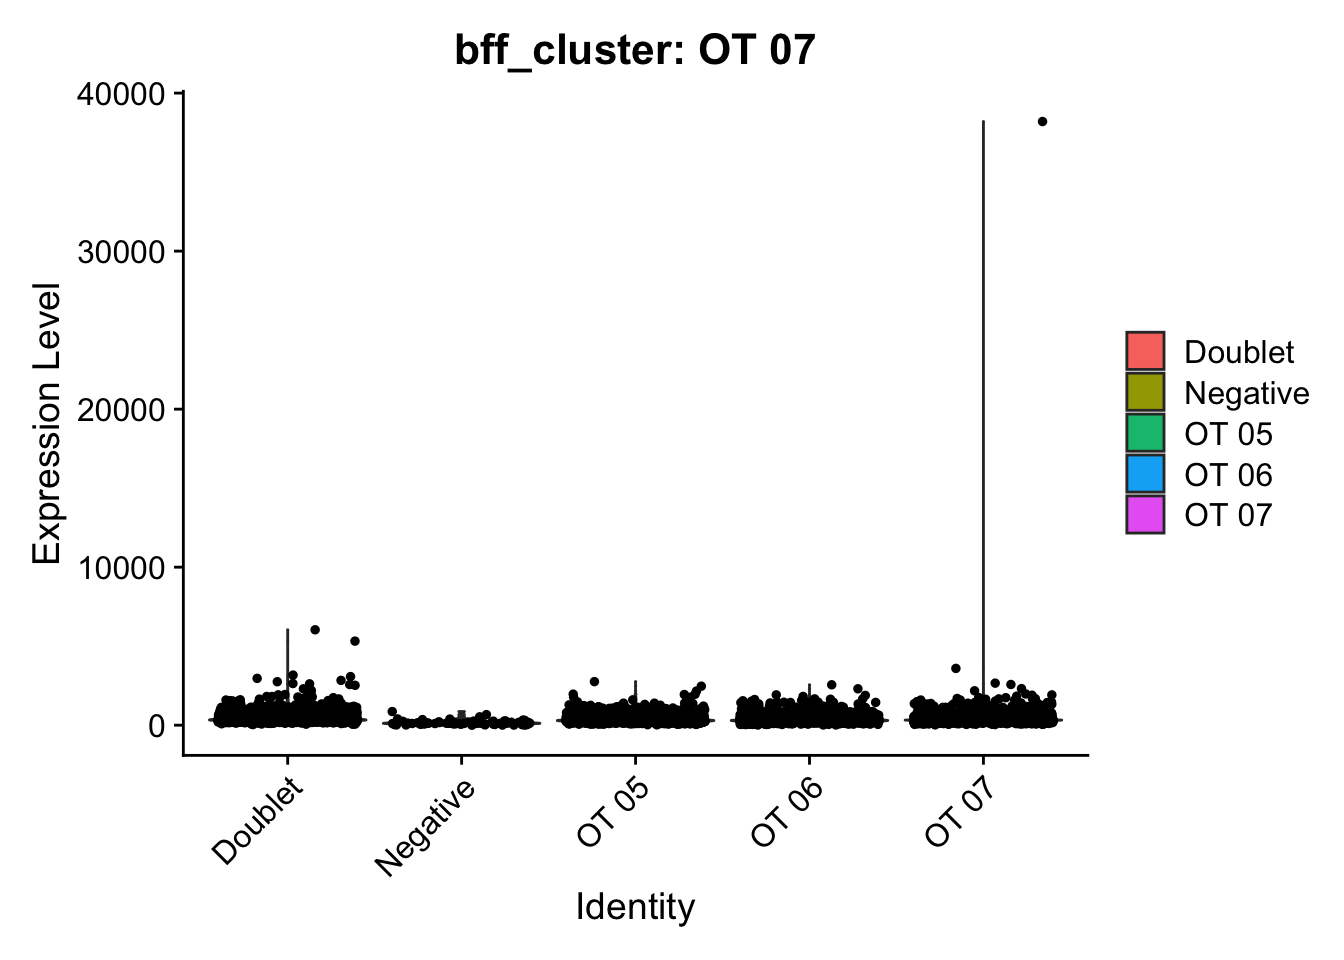 bff_cluster: OT 07
40000
30000
20000
10000
0
Expression Level
Doublet
Negative
OT 05
OT 06
OT 07
Identity
Doublet
Negative
OT 05
OT 06
OT 07